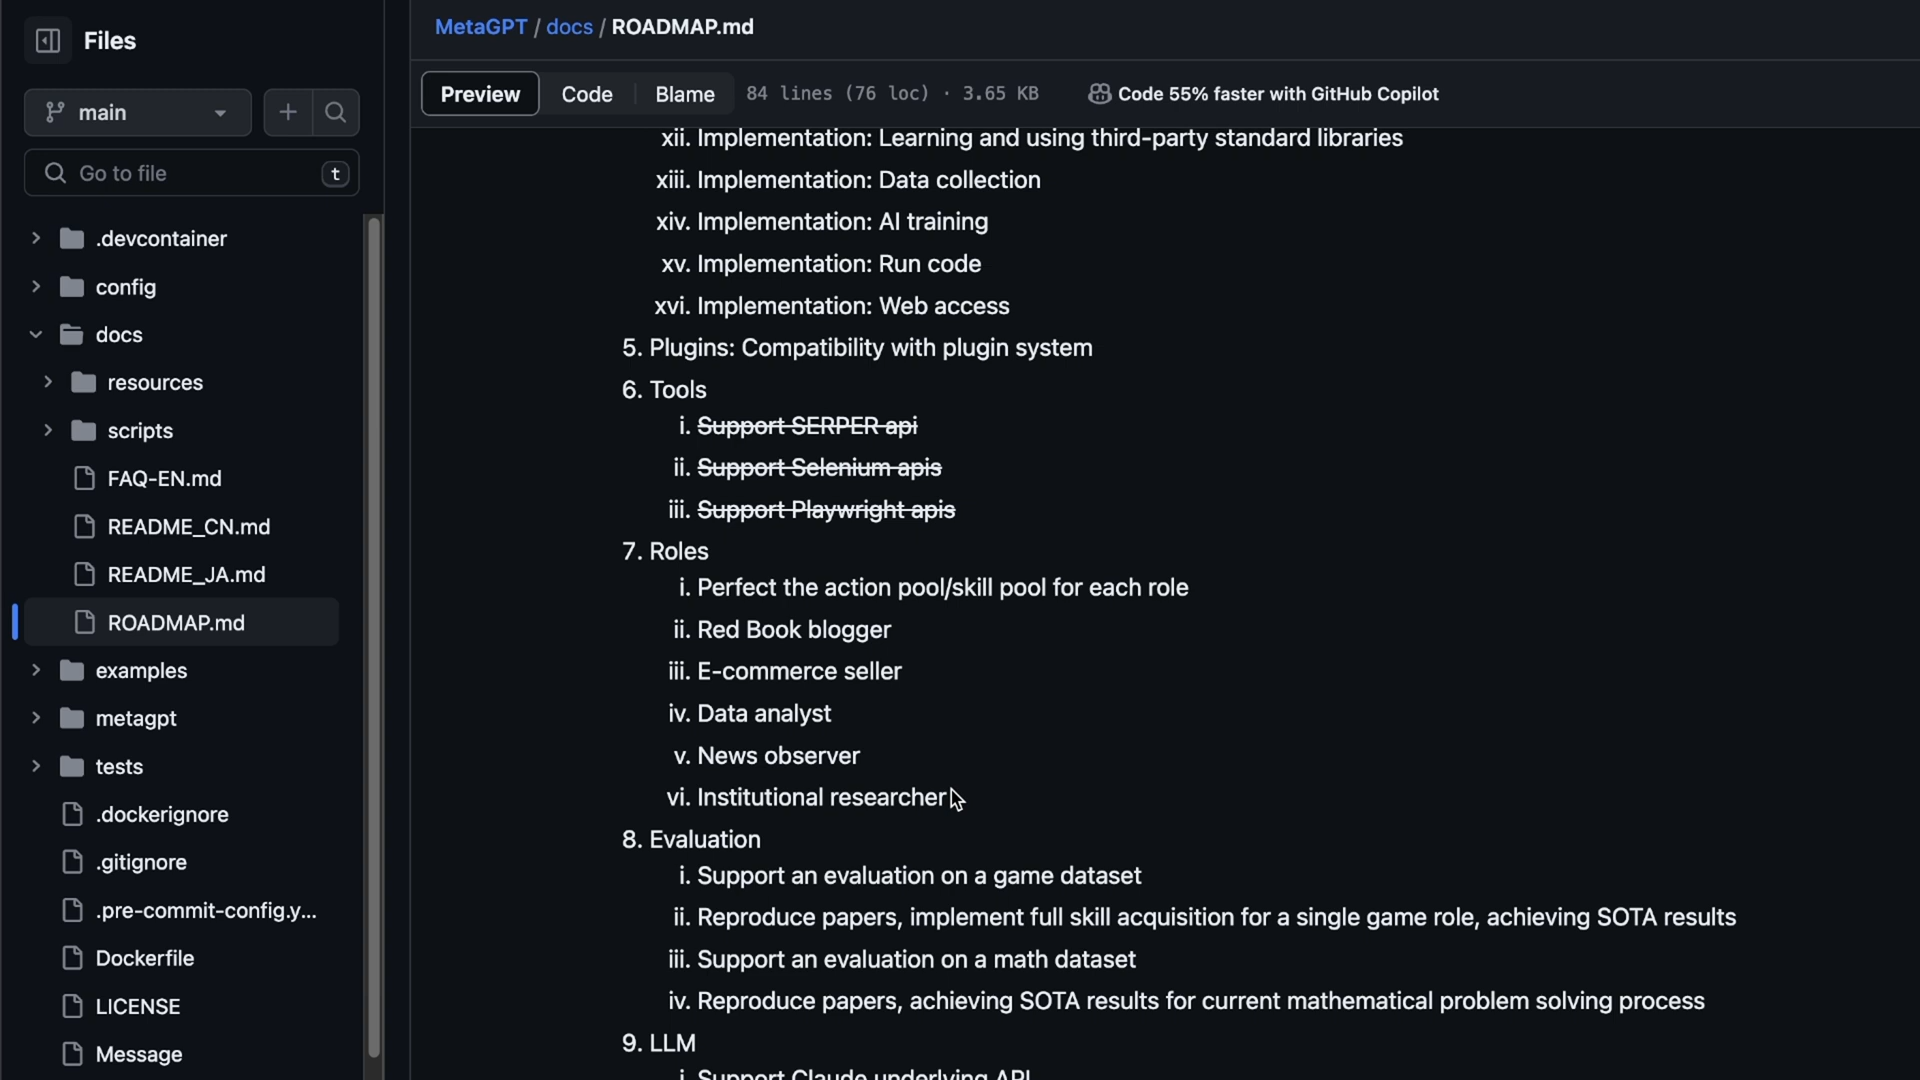 Files
main
Go to file
t
.devcontainer
config
docs
resources
scripts
FAQ-EN.md
README_CN.md
README_JA.md
ROADMAP.md
examples
metagpt
tests
.dockerignore
.gitignore
.pre-commit-config.y...
Dockerfile
LICENSE
Message
MetaGPT / docs / ROADMAP.md
Preview Code Blame 84 lines (76 loc) · 3.65 KB Code 55% faster with GitHub Copilot
xii. Implementation: Learning and using third-party standard libraries
xiii. Implementation: Data collection
xiv. Implementation: AI training
xv. Implementation: Run code
xvi. Implementation: Web access
5. Plugins: Compatibility with plugin system
6. Tools
i. Support SERPER api
ii. Support Selenium apis
iii. Support Playwright apis
7. Roles
i. Perfect the action pool/skill pool for each role
ii. Red Book blogger
iii. E-commerce seller
iv. Data analyst
v. News observer
vi. Institutional researcher
8. Evaluation
i. Support an evaluation on a game dataset
ii. Reproduce papers, implement full skill acquisition for a single game role, achieving SOTA results
iii. Support an evaluation on a math dataset
iv. Reproduce papers, achieving SOTA results for current mathematical problem solving process
9. LLM
i. Support Claude underlying API